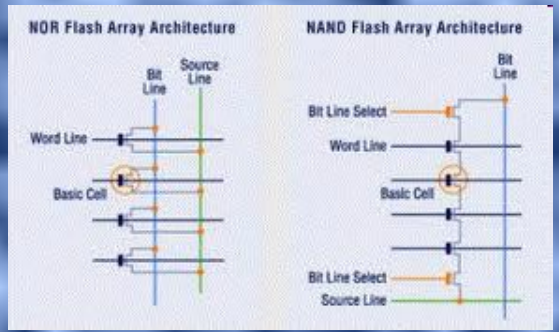 NOR Flash Array Architecture
Bit
Line
Source
Line
Word Line
Basic Cell
NAND Flash Array Architecture
Bit
Line
Bit Line Select
Word Line
Basic Cell
Bit Line Select
Source Line